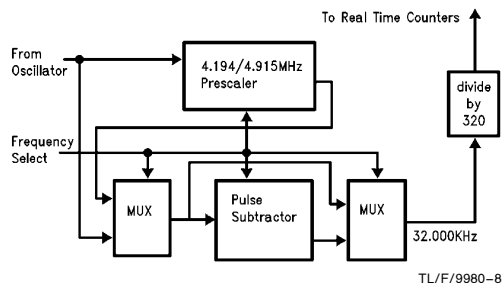 To Real Time Counters
From
Oscillator
4.194/4.915MHz
Prescaler
divide
by
320
Frequency
Select
MUX
Pulse
Subtractor
MUX
32.000KHz
TL/F/9980-8